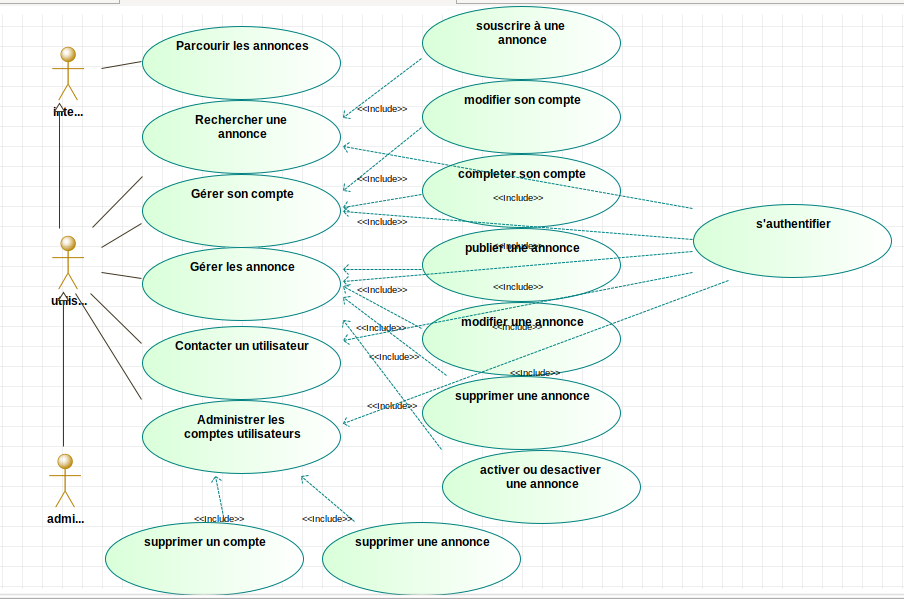 souscrire à une
annonce
Parcourir les annonces
modifier son compte
<<Include>>
Rechercher une
annonce
completer son compte
<<Include>>
Gérer son compte
<<Include>>
<<Include>>
s'authentifier
publier une annonce
<<Include>>
Gérer les annonce
<<Include>>
<<Include>>
modifier une annonce
<<Include>>
<<Include>>
Contacter un utilisateur
<<Include>>
<<Include>>
supprimer une annonce
<<Include>>
Administrer les
comptes utilisateurs
activer ou desactiver
une annonce
admi...
<<Include>>
<<Include>>
supprimer un compte
supprimer une annonce